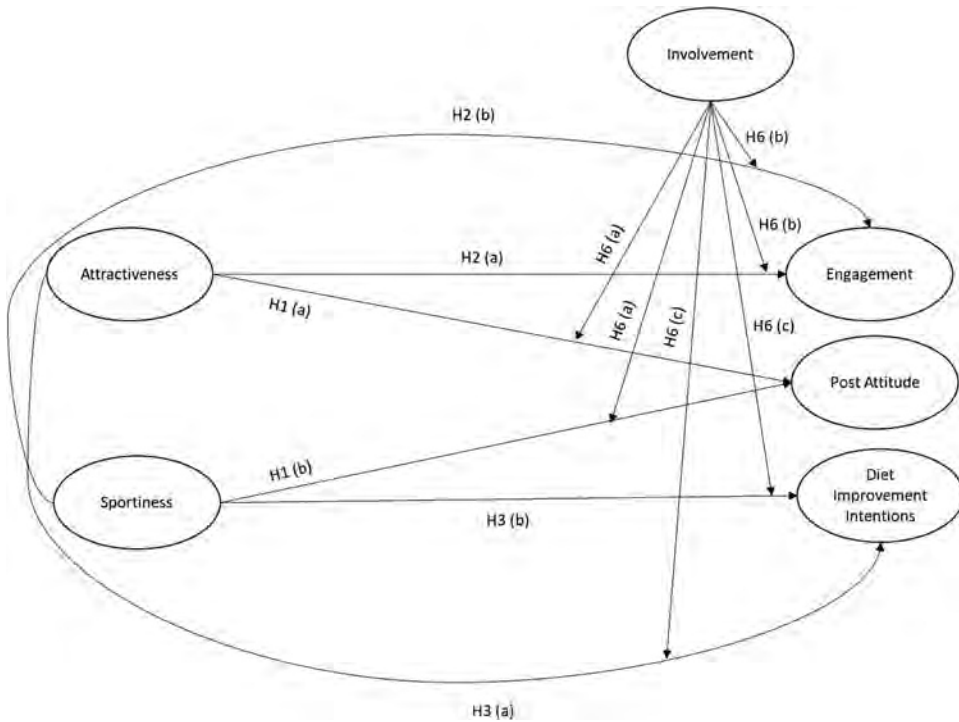 Involvement
H2 (b)
H6 (b)
Attractiveness
H2 (a)
H6 (a)
H6 (b)
Engagement
H1 (a)
H6 (a)
H6 (c)
H6 (c)
Post Attitude
H1 (b)
Sportiness
H3 (b)
Diet
Improvement
Intentions
H3 (a)